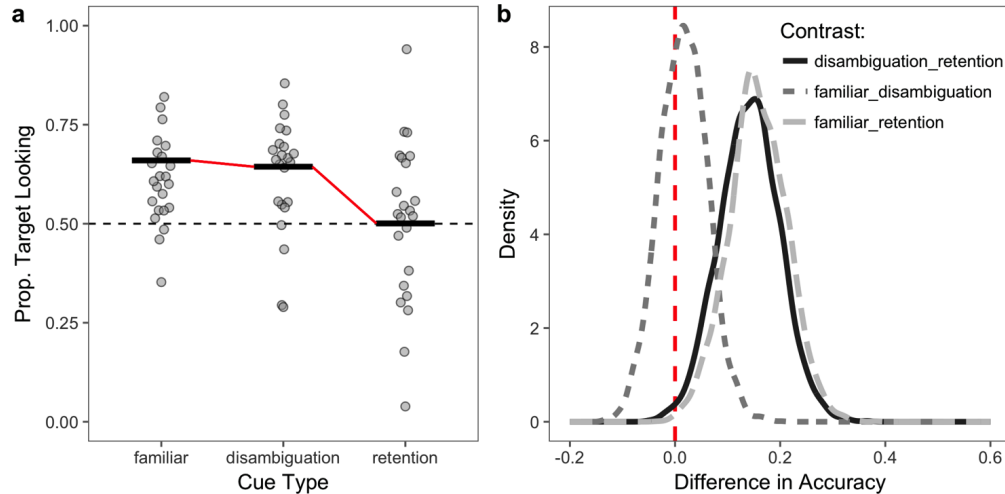 a
1.00
0.75
0.50
0.25
0.00
Prop. Target Looking
familiar
disambiguation
retention
Cue Type
b
8
6
4
2
0
Density
Contrast:
disambiguation_retention
familiar_disambiguation
familiar_retention
-0.2
0.0
0.2
0.4
0.6
Difference in Accuracy